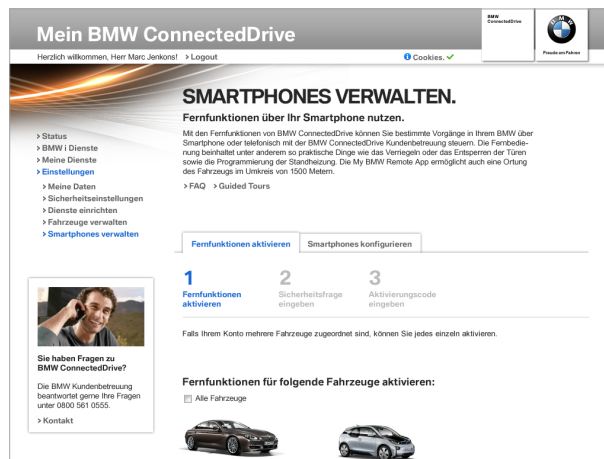 Mein BMW ConnectedDrive
BMW
ConnectedDrive
BMW
Freude am Fahren
Herzlich willkommen, Herr Marc Jenkons! > Logout
Cookies.
SMARTPHONES VERWALTEN.
Fernfunktionen über Ihr Smartphone nutzen.
Mit den Fernfunktionen von BMW ConnectedDrive können Sie bestimmte Vorgänge in Ihrem BMW über
Smartphone oder telefonisch mit der BMW ConnectedDrive Kundenbetreuung steuern. Die Fernbedie-
nung beinhaltet unter anderem so praktische Dinge wie das Verriegeln oder das Entsperren der Türen
sowie die Programmierung der Standheizung. Die My BMW Remote App ermöglicht auch eine Ortung
des Fahrzeugs im Umkreis von 1500 Metern.
> FAQ > Guided Tours
> Status
> BMW i Dienste
> Meine Dienste
> Einstellungen
> Meine Daten
> Sicherheitseinstellungen
> Dienste einrichten
> Fahrzeuge verwalten
> Smartphones verwalten
Fernfunktionen aktivieren Smartphones konfigurieren
1 2 3
Fernfunktionen Sicherheitsfrage Aktivierungscode
aktivieren eingeben eingeben
Falls Ihrem Konto mehrere Fahrzeuge zugeordnet sind, können Sie jedes einzeln aktivieren.
Fernfunktionen für folgende Fahrzeuge aktivieren:
Alle Fahrzeuge
Sie haben Fragen zu
BMW ConnectedDrive?
Die BMW Kundenbetreuung
beantwortet gerne Ihre Fragen
unter 0800 561 0555.
> Kontakt